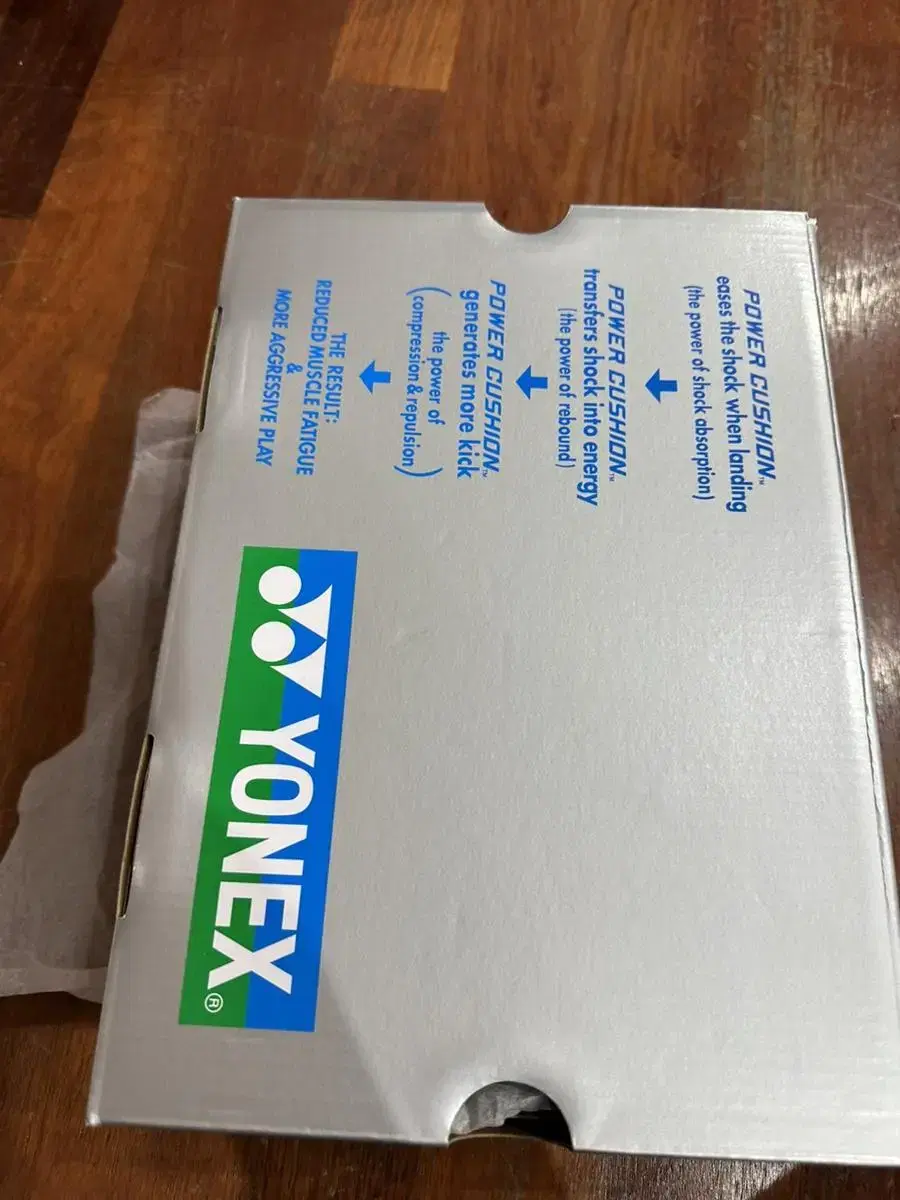 POWER CUSHION™
eases the shock when landing
(the power of shock absorption)
POWER CUSHION™
transfers shock into energy
(the power of rebound)
POWER CUSHION™
generates more kick
(the power of
compression & repulsion)
THE RESULT:
REDUCED MUSCLE FATIGUE
&
MORE AGGRESSIVE PLAY
YONEX®